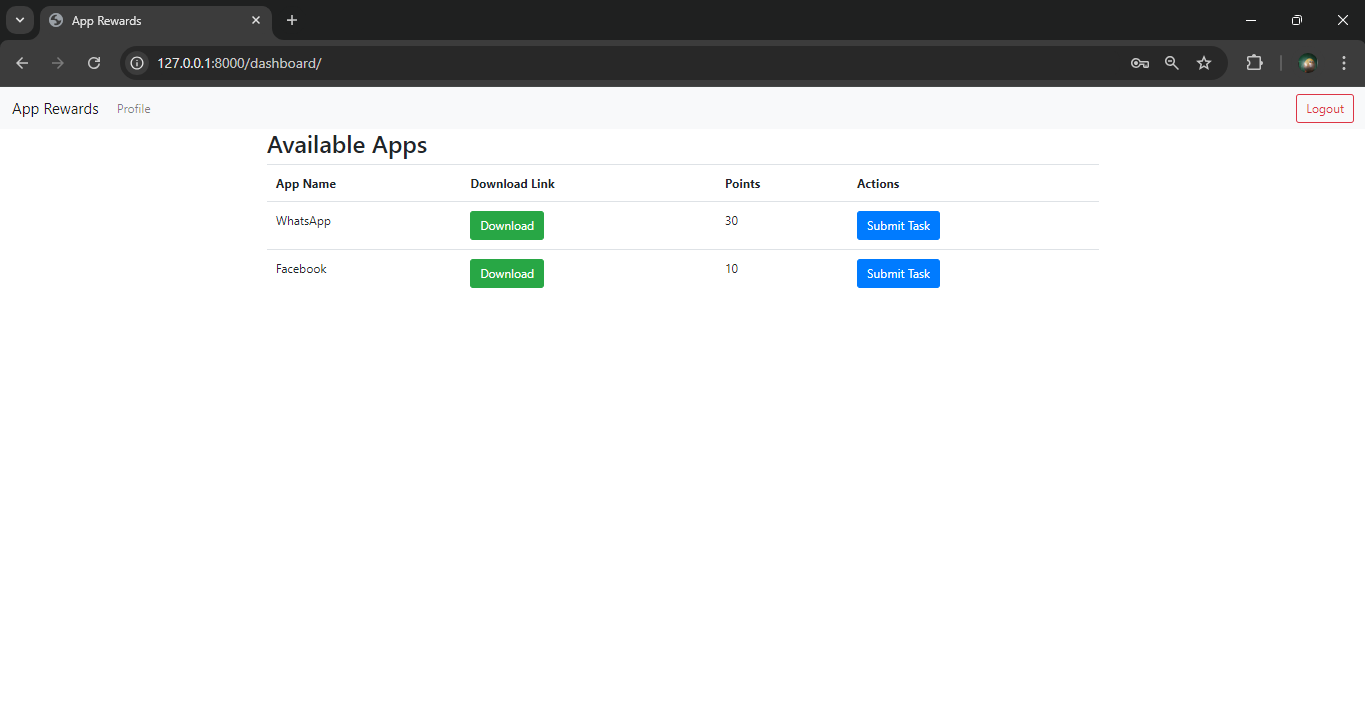 App Rewards
127.0.0.1:8000/dashboard/
App Rewards Profile Logout
Available Apps
App Name Download Link Points Actions
WhatsApp Download 30 Submit Task
Facebook Download 10 Submit Task